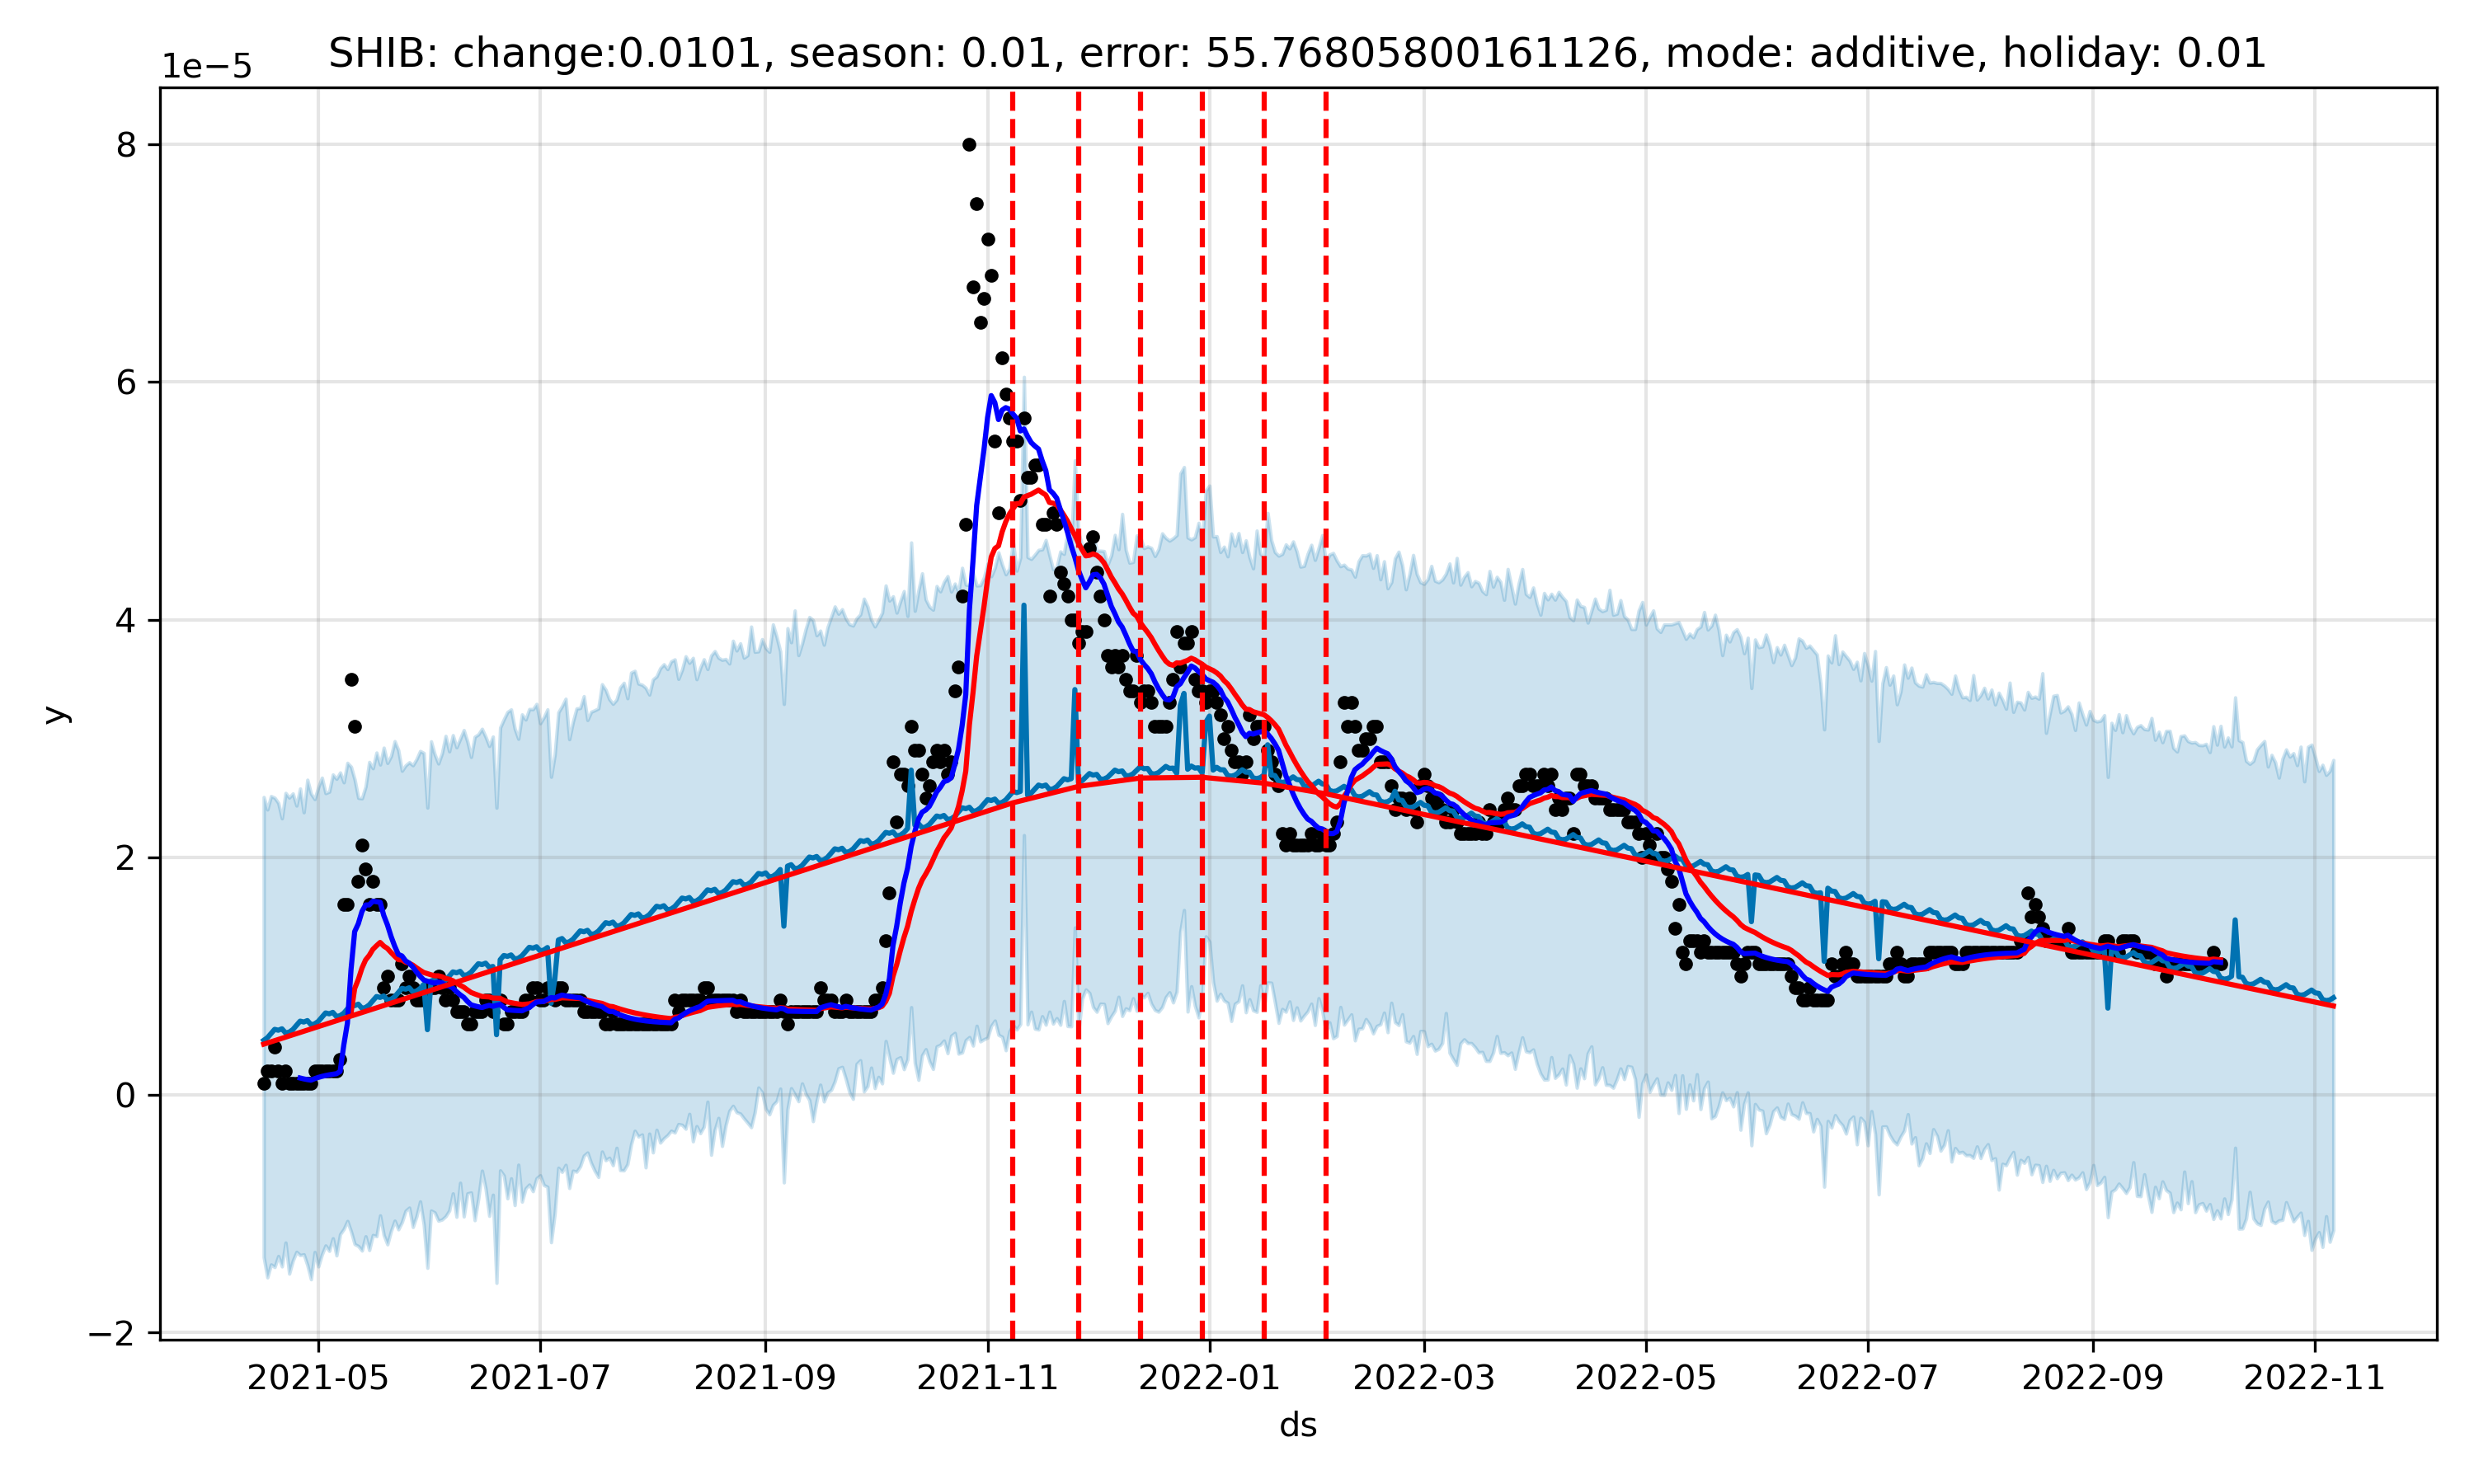 SHIB: change:0.0101, season: 0.01, error: 55.76805800161126, mode: additive, holiday: 0.01
1e−5
8
6
4
2
0
−2
y
2021-05 2021-07 2021-09 2021-11 2022-01 2022-03 2022-05 2022-07 2022-09 2022-11
ds